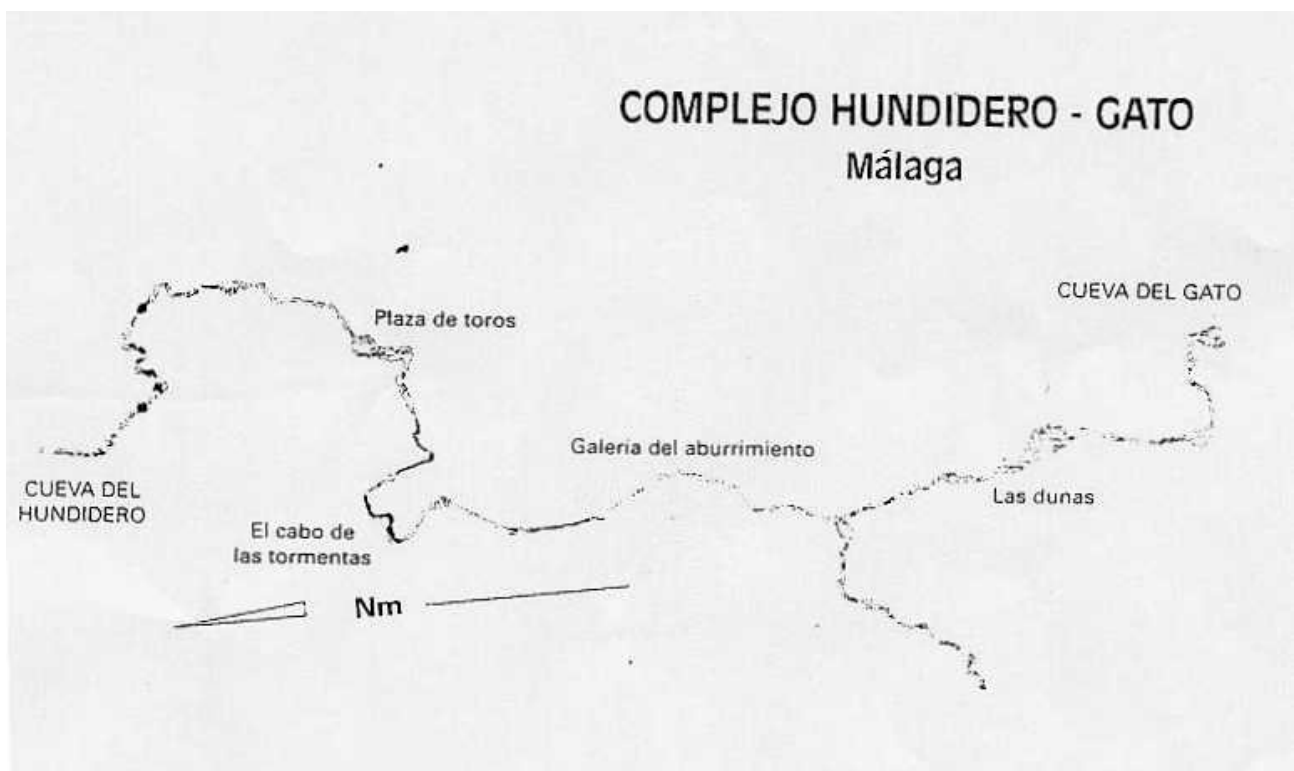 COMPLEJO HUNDIDERO - GATO
Málaga
CUEVA DEL GATO
Plaza de toros
Galería del aburrimiento
Las dunas
CUEVA DEL
HUNDIDERO
El cabo de
las tormentas
Nm